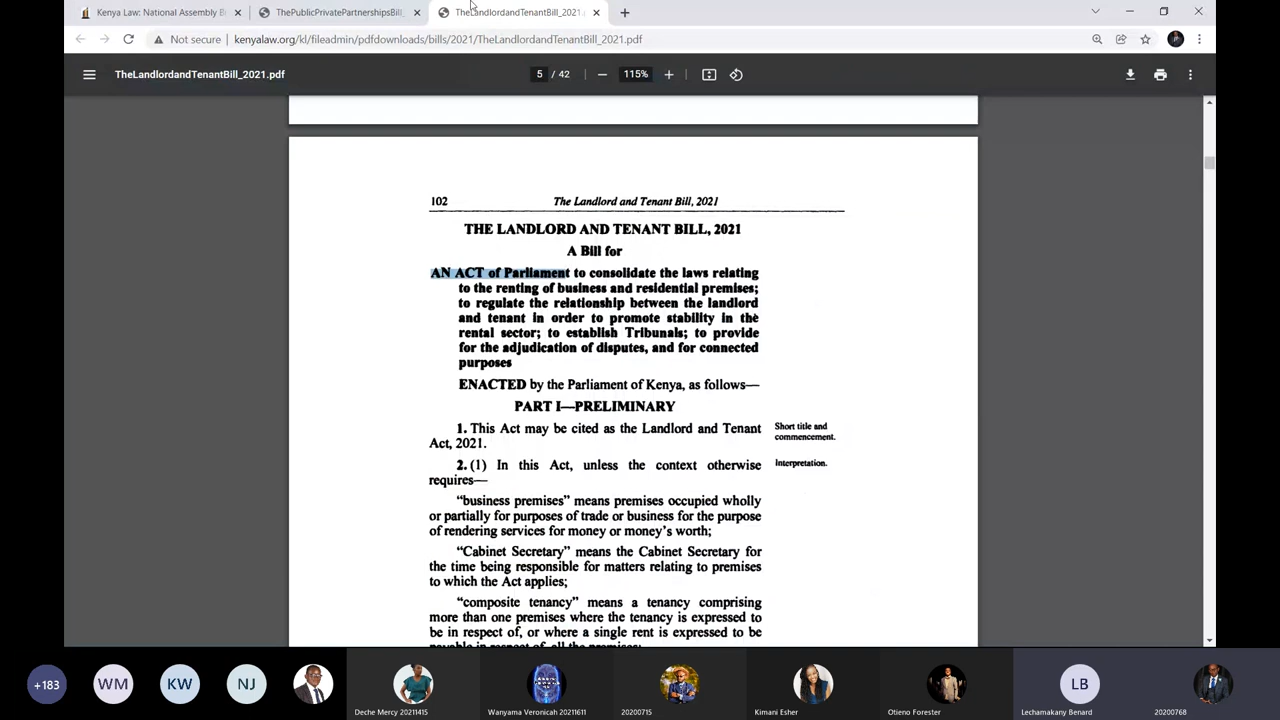 Kenya Law: National Assembly B
ThePublicPrivatePartnershipsBill_
TheLandlordandTenantBill_2021.
Not secure
kenyalaw.org/kl/fileadmin/pdfdownloads/bills/2021/TheLandlordandTenantBill_2021.pdf
TheLandlordandTenantBill_2021.pdf
5 / 42
115%
102
The Landlord and Tenant Bill, 2021
THE LANDLORD AND TENANT BILL, 2021
A Bill for
AN ACT of Parliament to consolidate the laws relating
to the renting of business and residential premises;
to regulate the relationship between the landlord
and tenant in order to promote stability in the
rental sector; to establish Tribunals; to provide
for the adjudication of disputes, and for connected
purposes
ENACTED by the Parliament of Kenya, as follows—
PART I—PRELIMINARY
1. This Act may be cited as the Landlord and Tenant
Act, 2021.
Short title and
commencement.
2. (1) In this Act, unless the context otherwise
requires—
Interpretation.
“business premises” means premises occupied wholly
or partially for purposes of trade or business for the purpose
of rendering services for money or money’s worth;
“Cabinet Secretary” means the Cabinet Secretary for
the time being responsible for matters relating to premises
to which the Act applies;
“composite tenancy” means a tenancy comprising
more than one premises where the tenancy is expressed to
be in respect of, or where a single rent is expressed to be
payable in respect of, all the premises;
+183
WM
KW
NJ
Deche Mercy 20211415
Wanyama Veronicah 20211611
20200715
Kimani Esher
Otieno Forester
LB
Lechamakany Benard
20200768